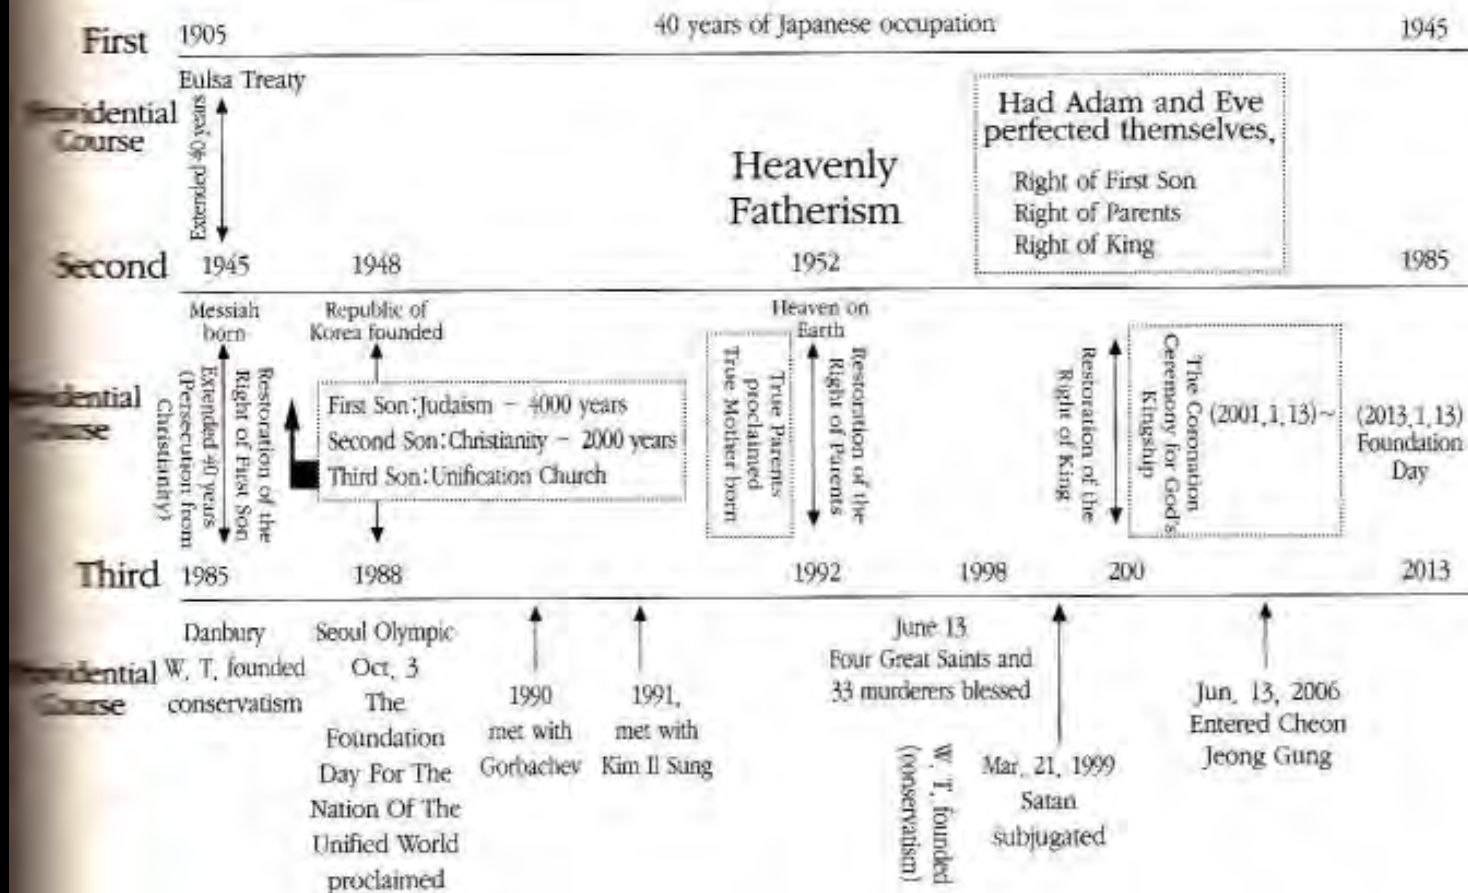 First
1905
40 years of Japanese occupation
1945
Eulsa Treaty
Course
Extended 40 years
Heavenly
Fatherism
Had Adam and Eve
perfected themselves,
Right of First Son
Right of Parents
Right of King
Second
1945
1948
1952
1985
Messiah
born
Republic of
Korea founded
Heaven on
Earth
Restoration of the
Right of First Son
Extended 40 years
(Persecution from
Christianity)
First Son:Judaism - 4000 years
Second Son:Christianity - 2000 years
Third Son:Unification Church
True Parents
proclaimed
True Mother born
Restoration of the
Right of Parents
Restoration of the
Right of King
The Coronation
Ceremony for God's
Kingship
(2001.1.13)~
(2013.1.13)
Foundation
Day
Third
1985
1988
1992
1998
200
2013
Danbury
W. T. founded
conservatism
Seoul Olympic
Oct. 3
The
Foundation
Day For The
Nation Of The
Unified World
proclaimed
1990
met with
Gorbachev
1991,
met with
Kim Il Sung
June 13
Four Great Saints and
33 murderers blessed
W. T. founded
(conservatism)
Mar. 21, 1999
Satan
subjugated
Jun. 13, 2006
Entered Cheon
Jeong Gung